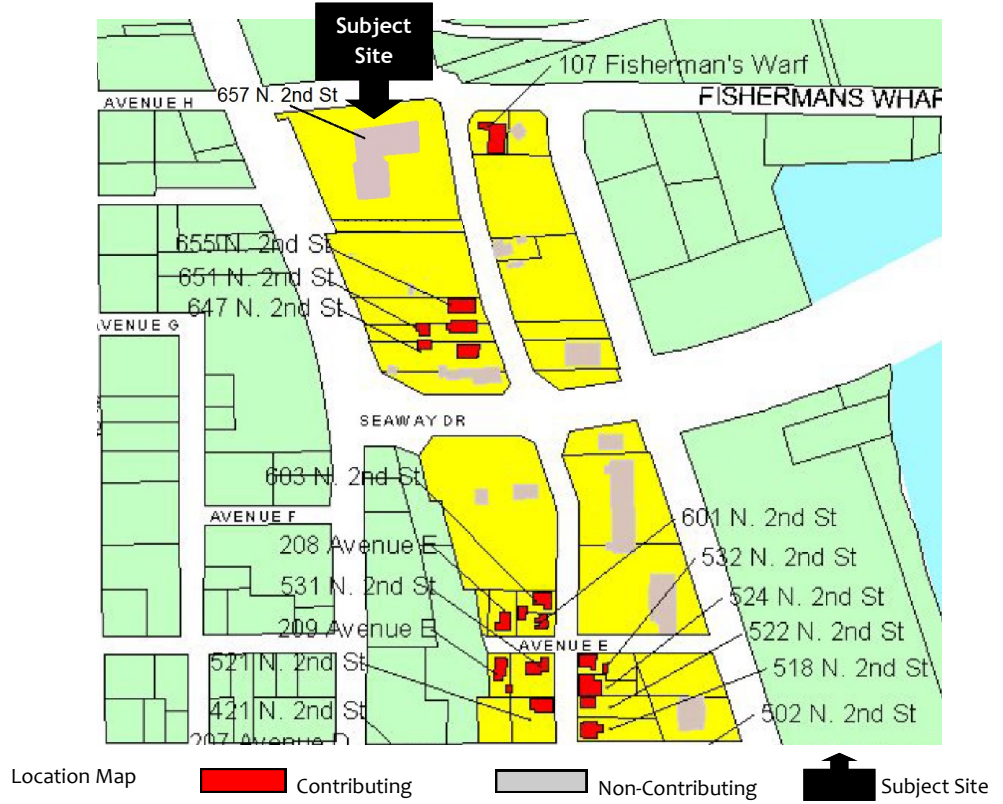 Subject
Site
107 Fisherman's Warf
657 N. 2nd St
AVENUE H
FISHERMANS WHAR
655 N. 2nd St
651 N. 2nd St
647 N. 2nd St
AVENUE G
SEAWAY DR
603 N. 2nd St
AVENUE F
601 N. 2nd St
208 Avenue E
532 N. 2nd St
531 N. 2nd St
524 N. 2nd St
209 Avenue E
522 N. 2nd St
AVENUE E
521 N. 2nd St
518 N. 2nd St
421 N. 2nd St
502 N. 2nd St
207 Avenue D
Location Map
Contributing
Non-Contributing
Subject Site